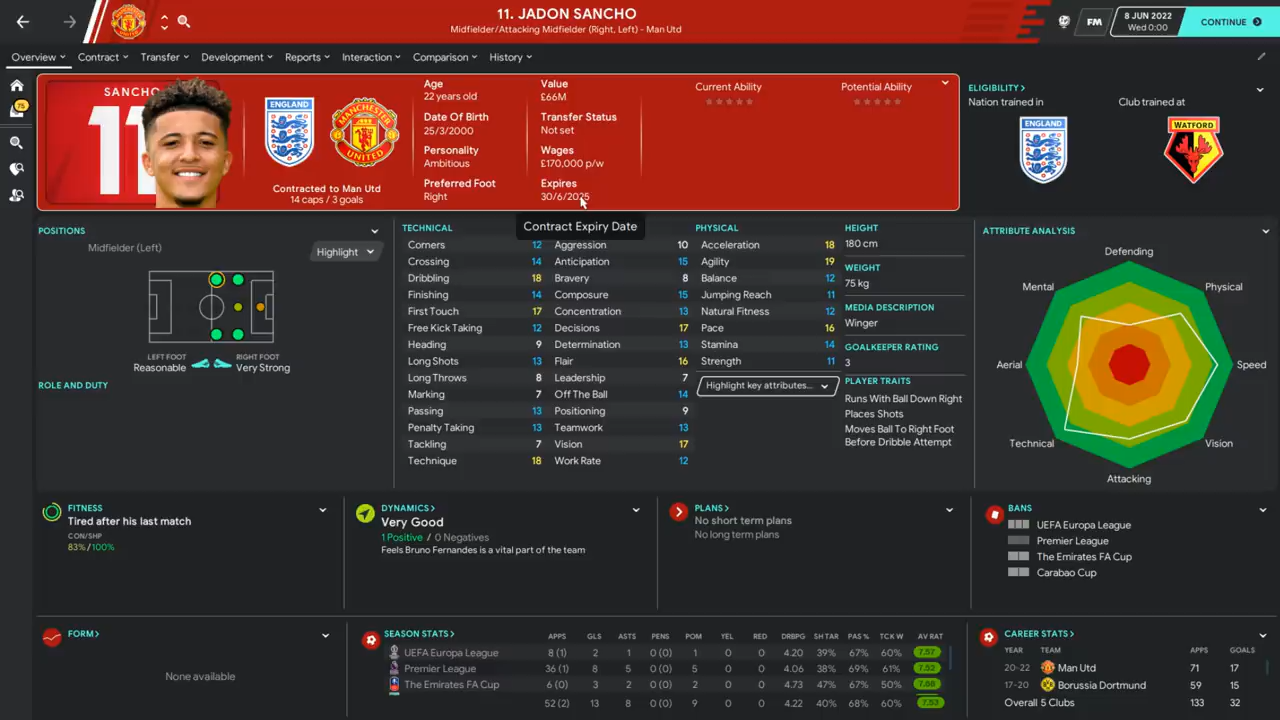 11. JADON SANCHO
Midfielder/Attacking Midfielder (Right, Left) - Man Utd
FM
8 JUN 2022
Wed 0:00
CONTINUE
Overview
Contract
Transfer
Development
Reports
Interaction
Comparison
History
75
SANCHO
11
ENGLAND
MANCHESTER
UNITED
Contracted to Man Utd
14 caps / 3 goals
Age
22 years old
Date Of Birth
25/3/2000
Personality
Ambitious
Preferred Foot
Right
Value
£66M
Transfer Status
Not set
Wages
£170,000 p/w
Expires
30/6/2025
Contract Expiry Date
Current Ability
Potential Ability
ELIGIBILITY>
Nation trained in
ENGLAND
Club trained at
WATFORD
POSITIONS
Midfielder (Left)
Highlight
LEFT FOOT
Reasonable
RIGHT FOOT
Very Strong
ROLE AND DUTY
TECHNICAL
Corners 12
Crossing 14
Dribbling 18
Finishing 14
First Touch 17
Free Kick Taking 12
Heading 9
Long Shots 13
Long Throws 8
Marking 7
Passing 13
Penalty Taking 13
Tackling 7
Technique 18
Aggression 10
Anticipation 15
Bravery 8
Composure 15
Concentration 13
Decisions 17
Determination 13
Flair 16
Leadership 7
Off The Ball 14
Positioning 9
Teamwork 13
Vision 17
Work Rate 12
PHYSICAL
Acceleration 18
Agility 19
Balance 12
Jumping Reach 11
Natural Fitness 12
Pace 16
Stamina 14
Strength 11
Highlight key attributes...
HEIGHT
180 cm
WEIGHT
75 kg
MEDIA DESCRIPTION
Winger
GOALKEEPER RATING
3
PLAYER TRAITS
Runs With Ball Down Right
Places Shots
Moves Ball To Right Foot
Before Dribble Attempt
ATTRIBUTE ANALYSIS
Defending
Mental
Physical
Aerial
Speed
Technical
Vision
Attacking
FITNESS
Tired after his last match
CON/SHP
83%/100%
DYNAMICS>
Very Good
1 Positive / 0 Negatives
Feels Bruno Fernandes is a vital part of the team
PLANS>
No short term plans
No long term plans
BANS
UEFA Europa League
Premier League
The Emirates FA Cup
Carabao Cup
FORM>
None available
SEASON STATS> APPS GLS ASTS PENS POM YEL RED DRBPG SH TAR PAS % TCK W AV RAT
UEFA Europa League 8 (1) 2 1 0 (0) 1 0 0 4.20 39% 67% 60% 7.57
Premier League 36 (1) 8 5 0 (0) 5 0 0 4.06 38% 69% 61% 7.52
The Emirates FA Cup 6 (0) 3 2 0 (0) 2 0 0 4.73 47% 67% 50%
52 (2) 13 8 0 (0) 9 0 0 4.22 40% 68% 60% 7.53
CAREER STATS>
YEAR TEAM APPS GOALS
20-22 Man Utd 71 17
17-20 Borussia Dortmund 59 15
Overall 5 Clubs 133 32